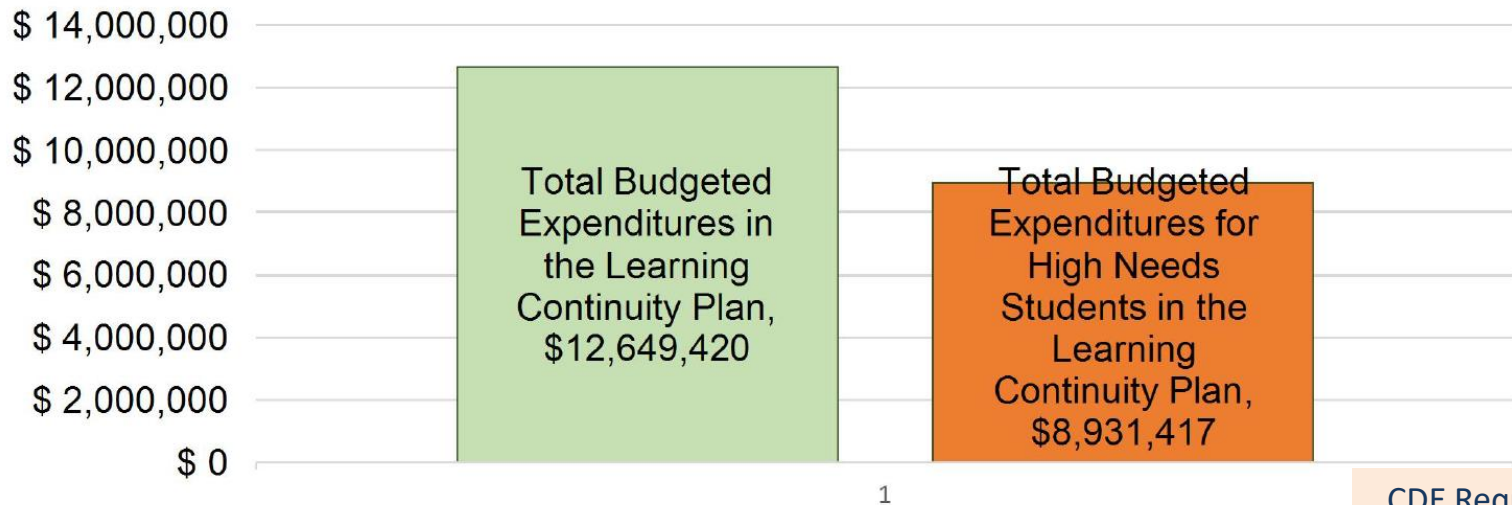 $ 14,000,000
$ 12,000,000
$ 10,000,000
$ 8,000,000
$ 6,000,000
$ 4,000,000
$ 2,000,000
$ 0
Total Budgeted
Expenditures in
the Learning
Continuity Plan,
$12,649,420
Total Budgeted
Expenditures for
High Needs
Students in the
Learning
Continuity Plan,
$8,931,417
1
CDE Req